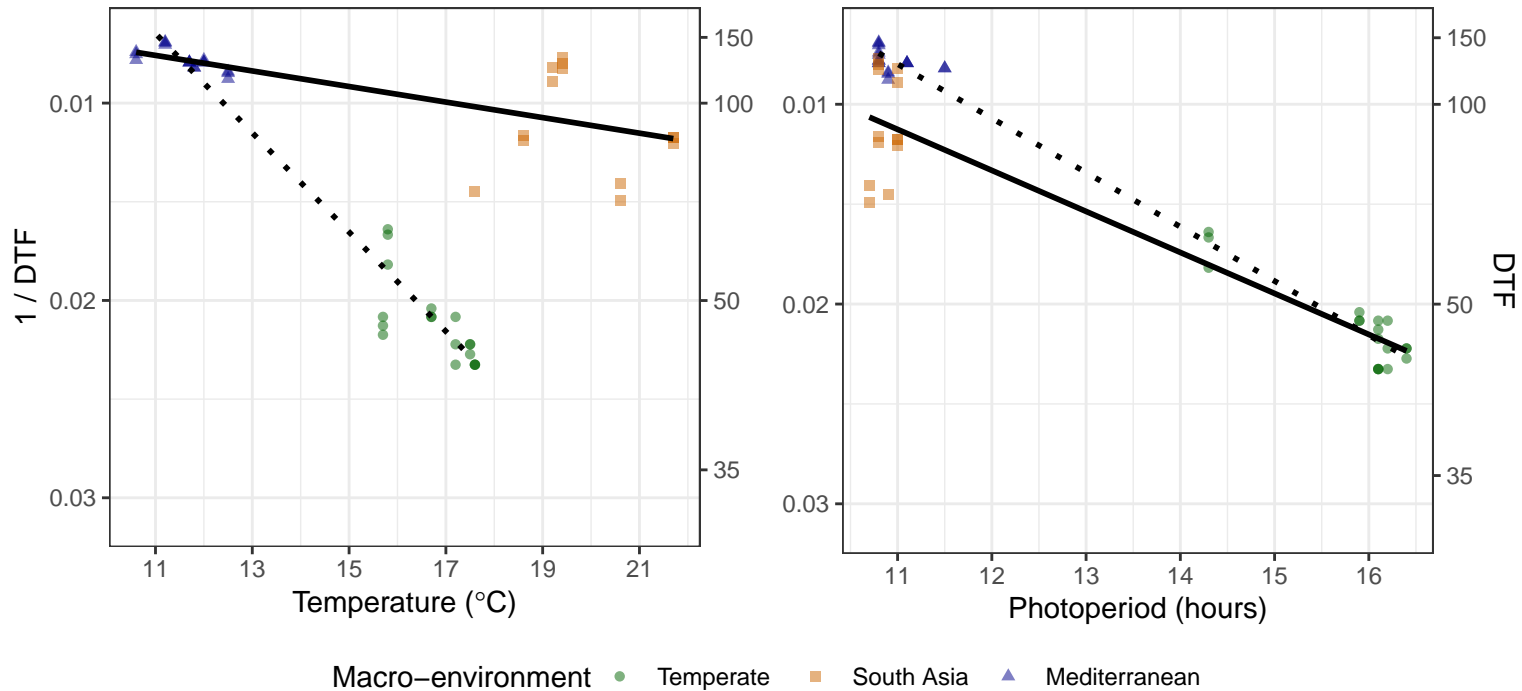 1 / DTF
0.01
0.02
0.03
150
100
50
35
11 13 15 17 19 21
Temperature (°C)
0.01
0.02
0.03
150
100
50
35
DTF
11 12 13 14 15 16
Photoperiod (hours)
Macro−environment Temperate South Asia Mediterranean